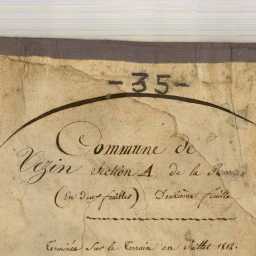 -35-
Commune de
Vezin Section A de la
(En deux feuilles) Deuxième feuille
Terminée Sur le Terrain en Juillet 1812.